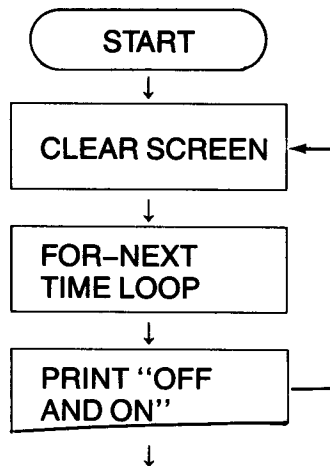 START
CLEAR SCREEN
FOR–NEXT
TIME LOOP
PRINT “OFF
AND ON”